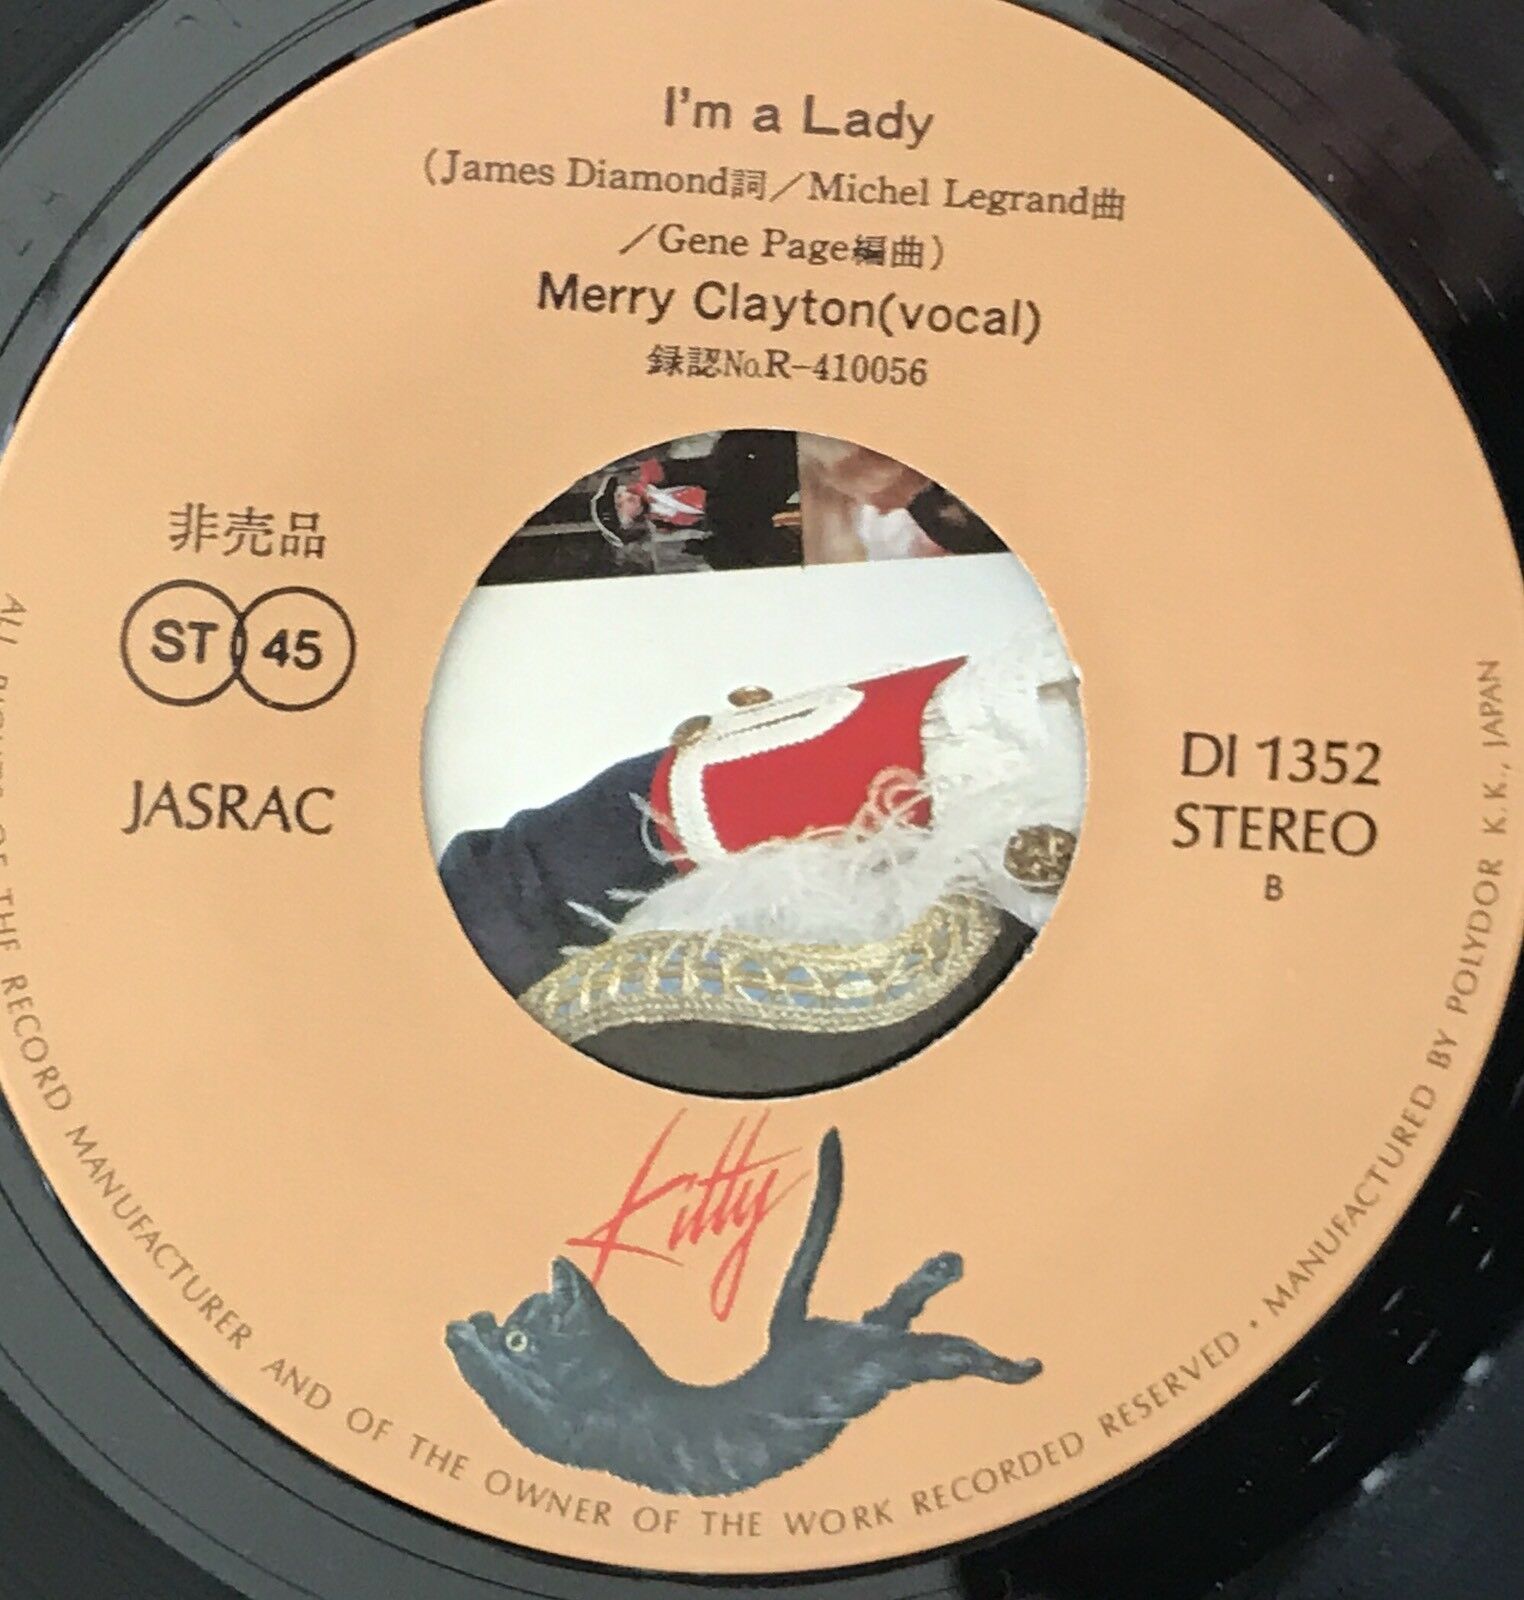 I'm a Lady
(James Diamond詞／Michel Legrand曲
／Gene Page編曲)
Merry Clayton(vocal)
録認No.R-410056
非売品
ST 45
JASRAC
DI 1352
STEREO
B
Kitty
ALL RIGHTS OF THE RECORD MANUFACTURER AND OF THE OWNER OF THE WORK RECORDED RESERVED • MANUFACTURED BY POLYDOR K.K., JAPAN